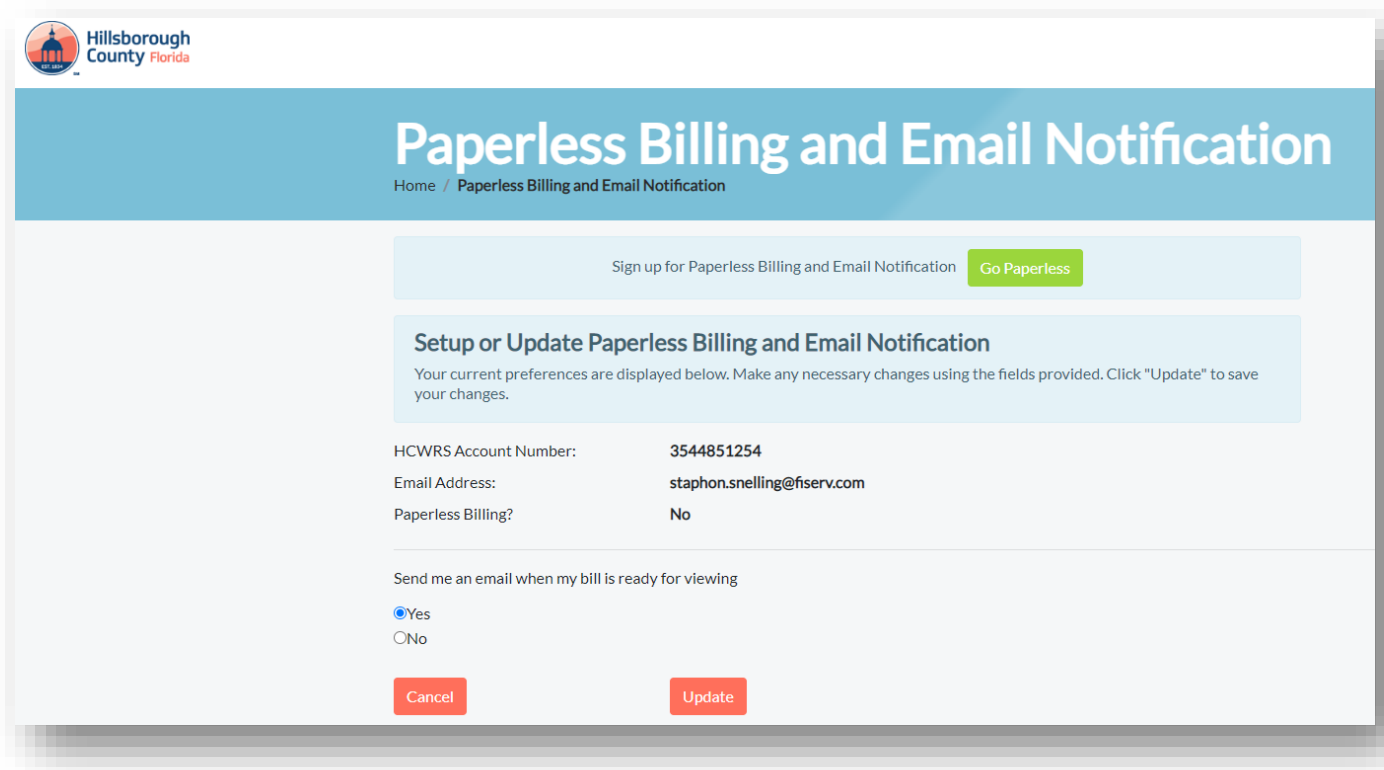 Hillsborough
County Florida
EST. 1834
SM
Paperless Billing and Email Notification
Home / Paperless Billing and Email Notification
Sign up for Paperless Billing and Email Notification Go Paperless
Setup or Update Paperless Billing and Email Notification
Your current preferences are displayed below. Make any necessary changes using the fields provided. Click "Update" to save
your changes.
HCWRS Account Number: 3544851254
Email Address: staphon.snelling@fiserv.com
Paperless Billing? No
Send me an email when my bill is ready for viewing
Yes
No
Cancel Update